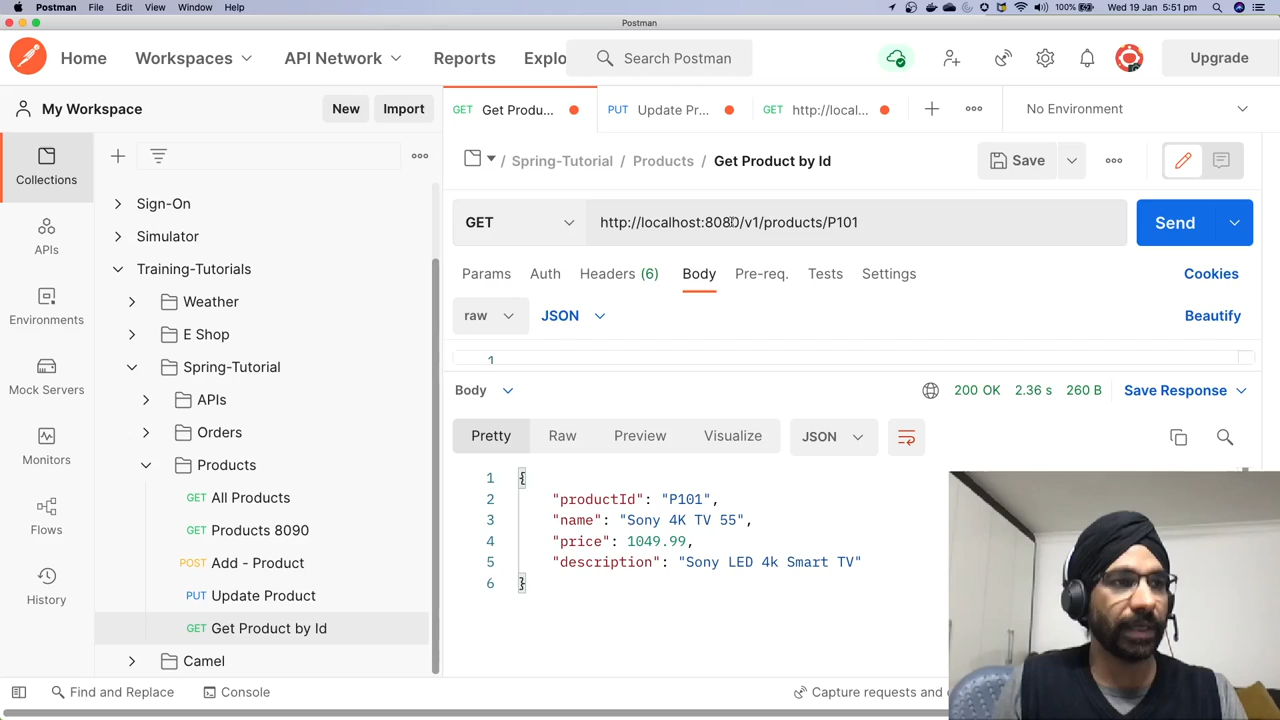 Postman File Edit View Window Help 100% Wed 19 Jan 5:51 pm
Postman
Home Workspaces API Network Reports Explo Search Postman Upgrade
My Workspace New Import GET Get Produ... PUT Update Pr... GET http://local... No Environment
Collections
APIs
Environments
Mock Servers
Monitors
Flows
History
Sign-On
Simulator
Training-Tutorials
Weather
E Shop
Spring-Tutorial
APIs
Orders
Products
GET All Products
GET Products 8090
POST Add - Product
PUT Update Product
GET Get Product by Id
Camel
/ Spring-Tutorial / Products / Get Product by Id Save
GET http://localhost:8080/v1/products/P101 Send
Params Auth Headers (6) Body Pre-req. Tests Settings Cookies
raw JSON Beautify
1
Body 200 OK 2.36 s 260 B Save Response
Pretty Raw Preview Visualize JSON
1 {
2 "productId": "P101",
3 "name": "Sony 4K TV 55",
4 "price": 1049.99,
5 "description": "Sony LED 4k Smart TV"
6 }
Find and Replace Console Capture requests and